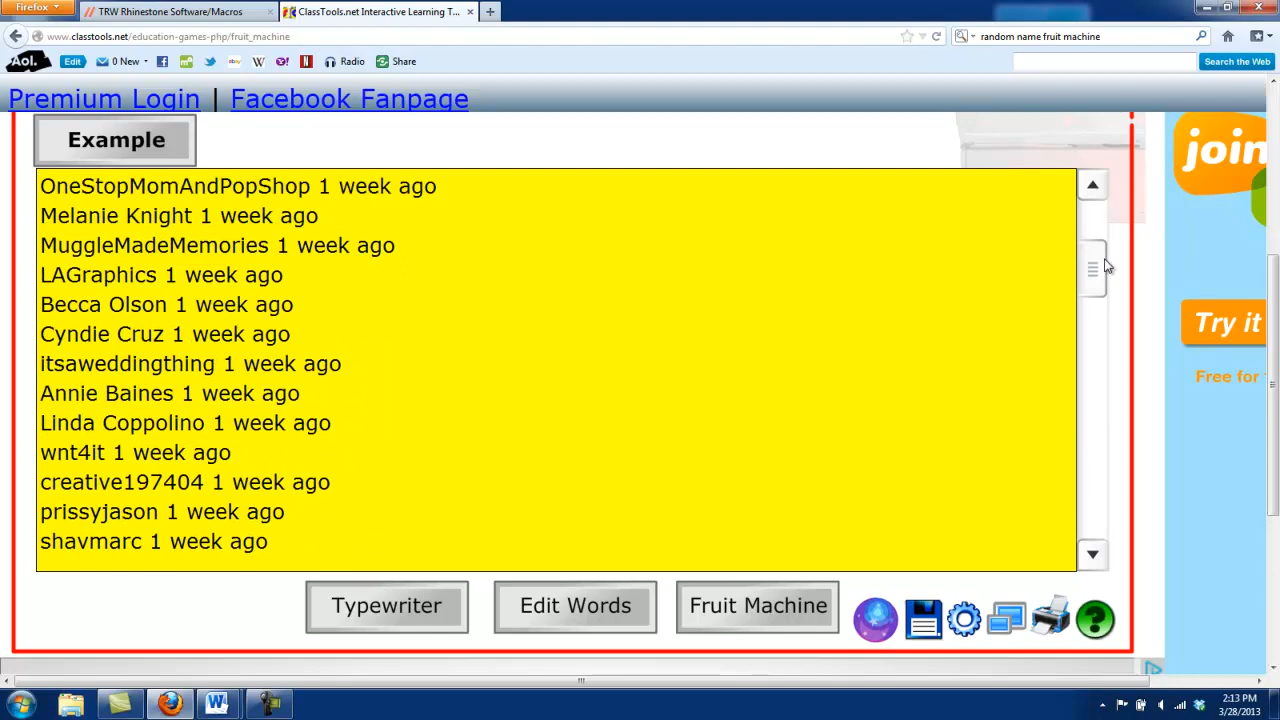 Firefox
TRW Rhinestone Software/Macros
ClassTools.net Interactive Learning T...
www.classtools.net/education-games-php/fruit_machine
random name fruit machine
Aol.
Edit
0 New
Radio
Share
Search the Web
Premium Login | Facebook Fanpage
Example
OneStopMomAndPopShop 1 week ago
Melanie Knight 1 week ago
MuggleMadeMemories 1 week ago
LAGraphics 1 week ago
Becca Olson 1 week ago
Cyndie Cruz 1 week ago
itsaweddingthing 1 week ago
Annie Baines 1 week ago
Linda Coppolino 1 week ago
wnt4it 1 week ago
creative197404 1 week ago
prissyjason 1 week ago
shavmarc 1 week ago
join
Try it
Free for
Typewriter
Edit Words
Fruit Machine
2:13 PM
3/28/2013